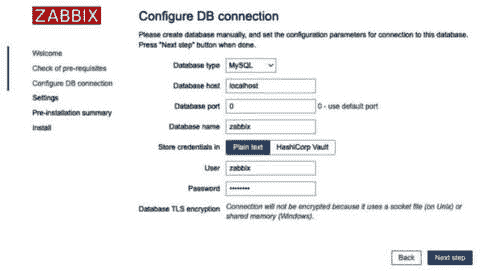 ZABBIX
Configure DB connection
Please create database manually, and set the configuration parameters for connection to this database.
Press "Next step" button when done.
Welcome
Check of pre-requisites
Configure DB connection
Settings
Pre-installation summary
Install
Database type MySQL
Database host localhost
Database port 0 0 - use default port
Database name zabbix
Store credentials in Plain text HashiCorp Vault
User zabbix
Password ••••••••
Database TLS encryption Connection will not be encrypted because it uses a socket file (on Unix) or
shared memory (Windows).
Back Next step